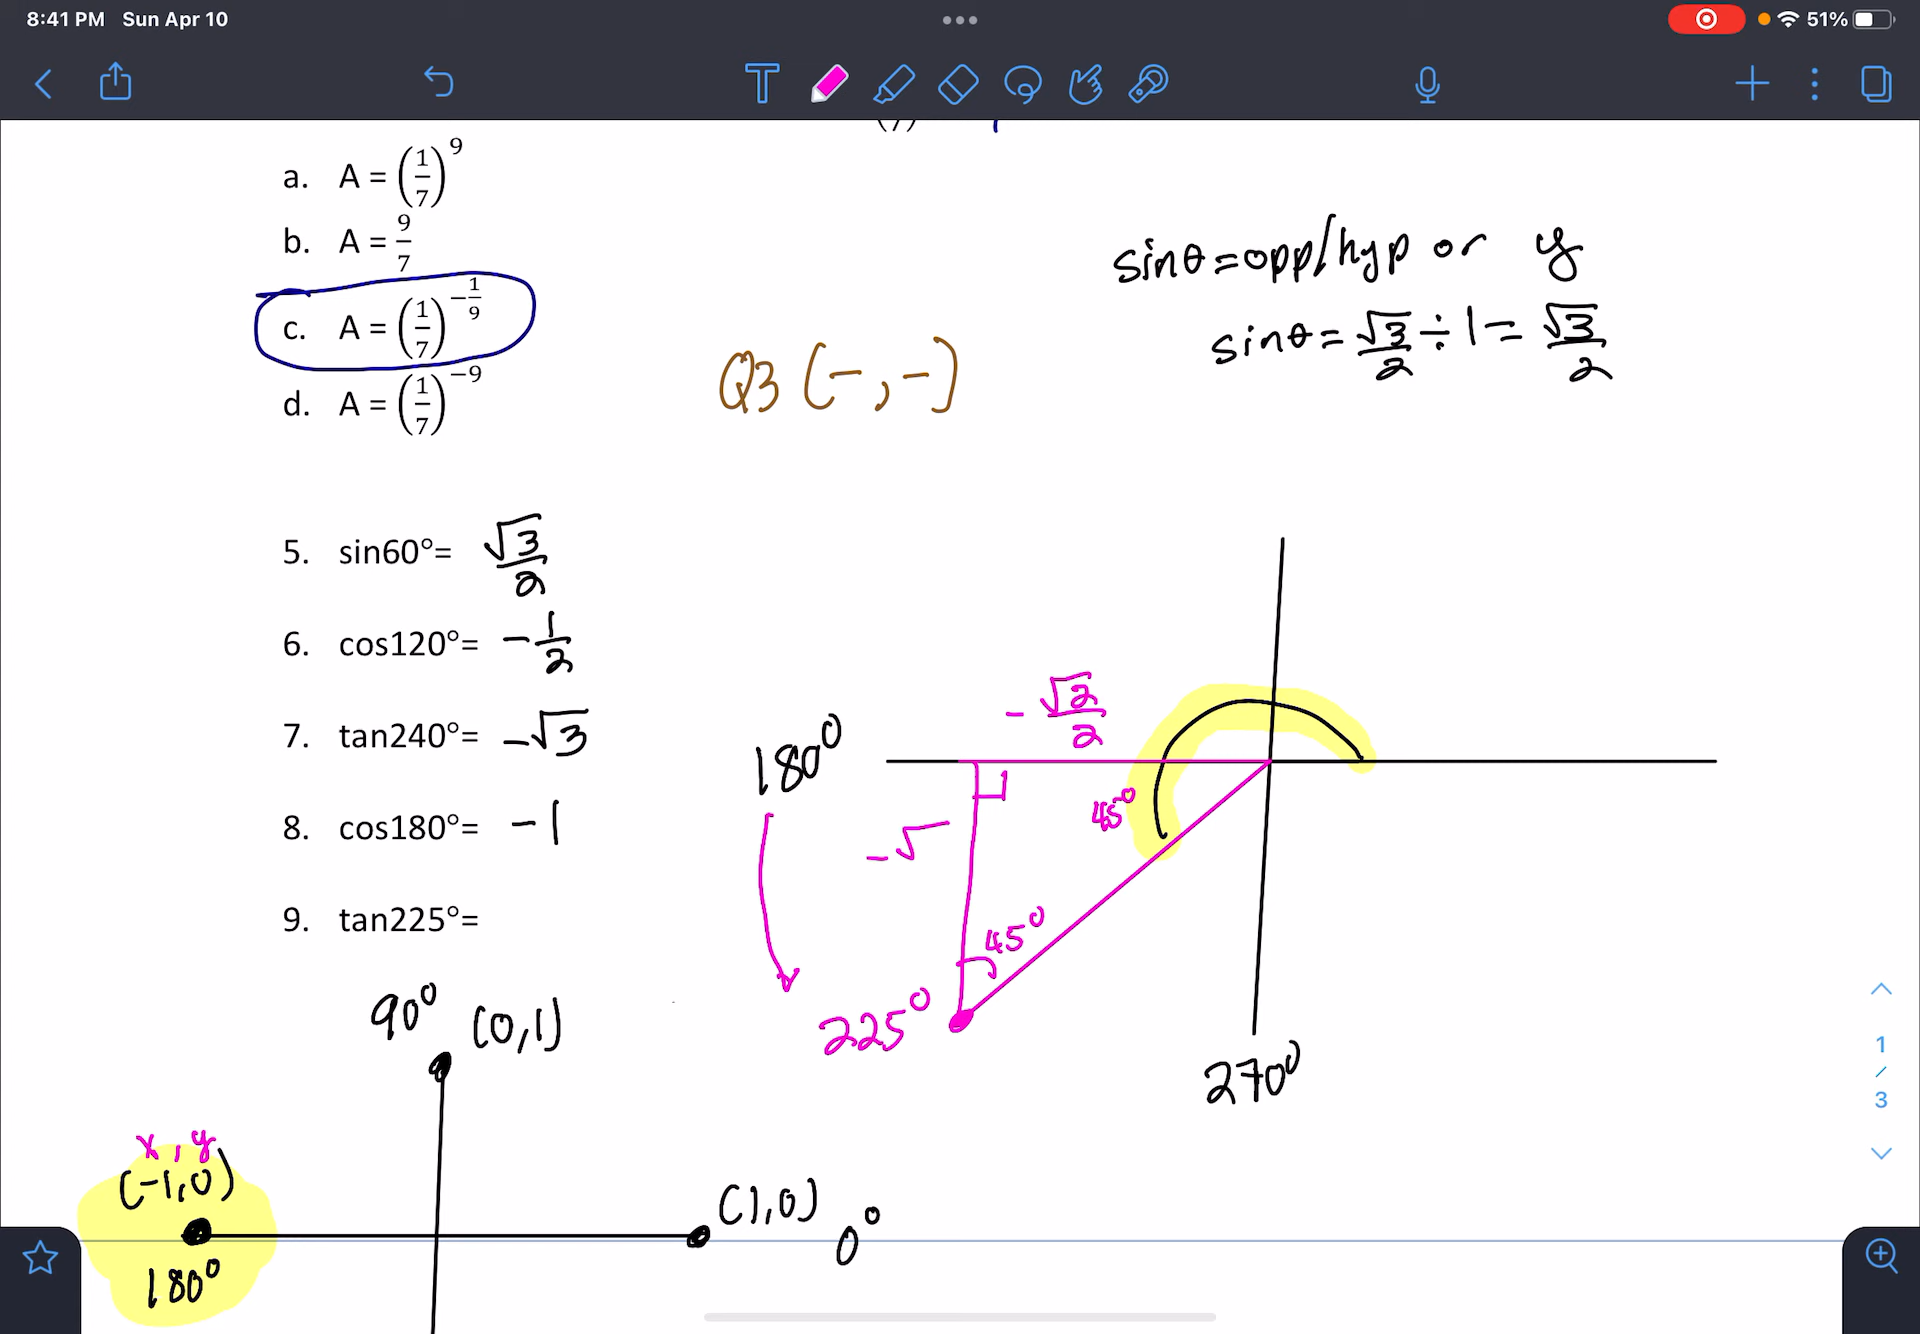 8:41 PM Sun Apr 10
51%
T
(7)
a. A = (1/7)^9
b. A = 9/7
c. A = (1/7)^(-1/9)
d. A = (1/7)^(-9)
sinθ = opp/hyp or y
sinθ = √3/2 ÷ 1 = √3/2
Q3 (-,-)
5. sin60°= √3/2
6. cos120°= -1/2
7. tan240°= -√3
8. cos180°= -1
9. tan225°=
-√2/2
180°
45°
-√
45°
225°
270°
90° (0,1)
x, y
(-1,0)
180°
(1,0)
0°
1
/
3